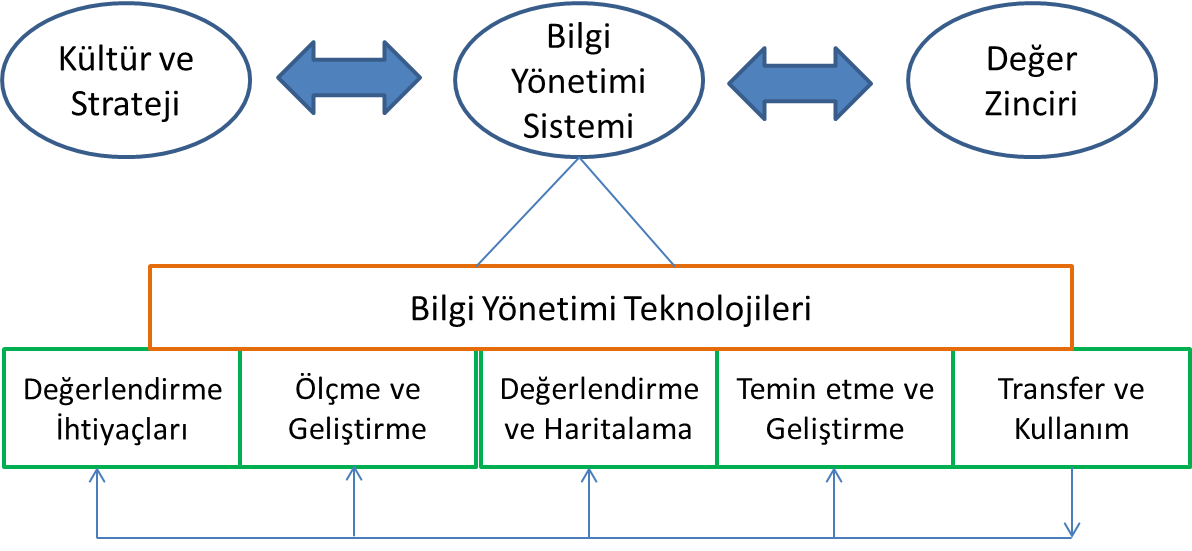 Kültür ve
Strateji
Bilgi
Yönetimi
Sistemi
Değer
Zinciri
Bilgi Yönetimi Teknolojileri
Değerlendirme
İhtiyaçları
Ölçme ve
Geliştirme
Değerlendirme
ve Haritalama
Temin etme ve
Geliştirme
Transfer ve
Kullanım